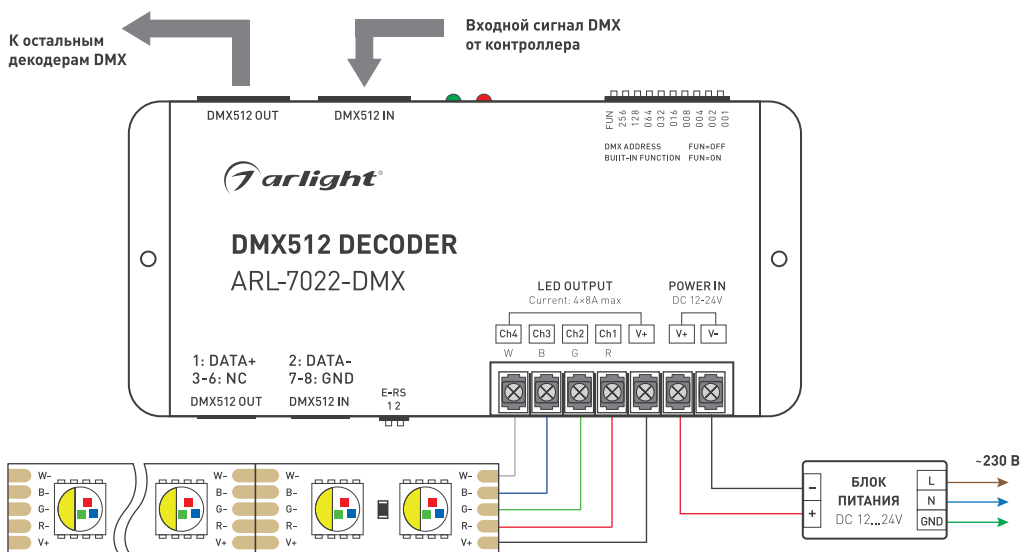 К остальным
декодерам DMX
Входной сигнал DMX
от контроллера
DMX512 OUT
DMX512 IN
FUN
256
128
064
032
016
008
004
002
001
DMX ADDRESS FUN=OFF
BUIIT-IN FUNCTION FUN=ON
arlight
DMX512 DECODER
ARL-7022-DMX
LED OUTPUT
Current: 4×8A max
POWER IN
DC 12-24V
Ch4 Ch3 Ch2 Ch1 V+ V+ V-
W B G R
1: DATA+ 2: DATA-
3-6: NC 7-8: GND
DMX512 OUT DMX512 IN
E-RS
1 2
W- W- W- W-
B- B- B- B-
G- G- G- G-
R- R- R- R-
V+ V+ V+ V+
~230 В
БЛОК
ПИТАНИЯ
DC 12...24V
-
+
L
N
GND